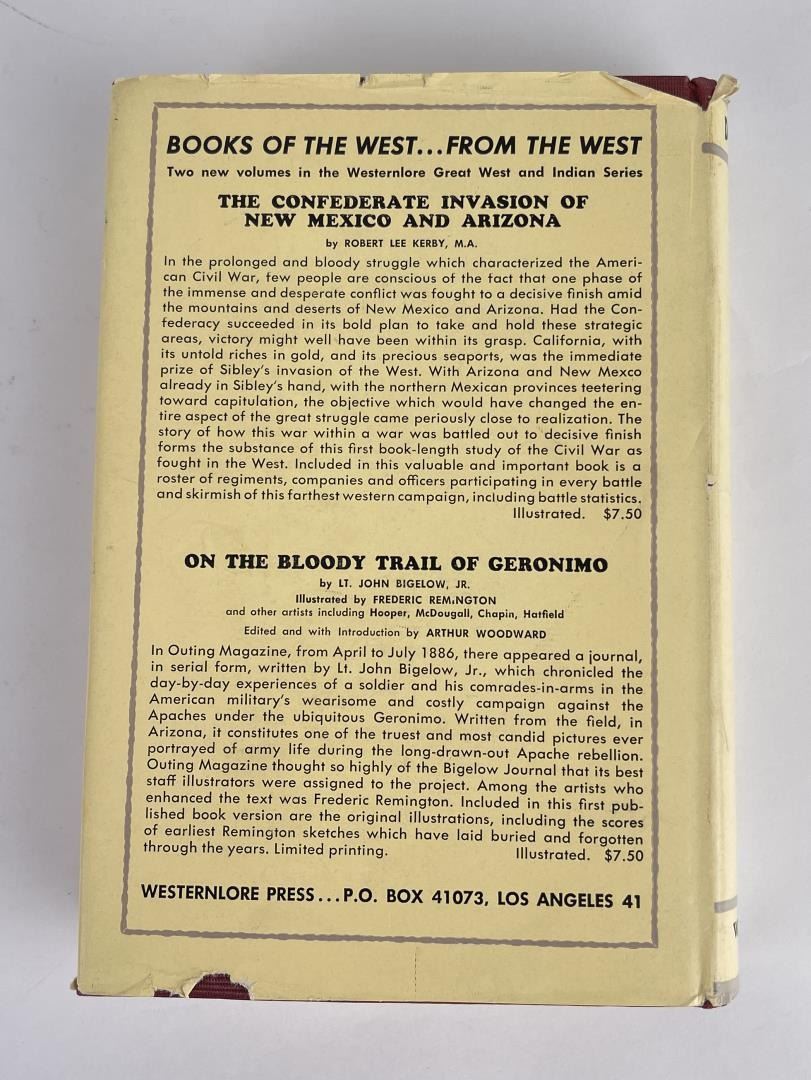 BOOKS OF THE WEST...FROM THE WEST
Two new volumes in the Westernlore Great West and Indian Series
THE CONFEDERATE INVASION OF
NEW MEXICO AND ARIZONA
by ROBERT LEE KERBY, M.A.
In the prolonged and bloody struggle which characterized the Ameri-
can Civil War, few people are conscious of the fact that one phase of
the immense and desperate conflict was fought to a decisive finish amid
the mountains and deserts of New Mexico and Arizona. Had the Con-
federacy succeeded in its bold plan to take and hold these strategic
areas, victory might well have been within its grasp. California, with
its untold riches in gold, and its precious seaports, was the immediate
prize of Sibley's invasion of the West. With Arizona and New Mexco
already in Sibley's hand, with the northern Mexican provinces teetering
toward capitulation, the objective which would have changed the en-
tire aspect of the great struggle came periously close to realization. The
story of how this war within a war was battled out to decisive finish
forms the substance of this first book-length study of the Civil War as
fought in the West. Included in this valuable and important book is a
roster of regiments, companies and officers participating in every battle
and skirmish of this farthest western campaign, including battle statistics.
Illustrated. $7.50
ON THE BLOODY TRAIL OF GERONIMO
by LT. JOHN BIGELOW, JR.
Illustrated by FREDERIC REMINGTON
and other artists including Hooper, McDougall, Chapin, Hatfield
Edited and with Introduction by ARTHUR WOODWARD
In Outing Magazine, from April to July 1886, there appeared a journal,
in serial form, written by Lt. John Bigelow, Jr., which chronicled the
day-by-day experiences of a soldier and his comrades-in-arms in the
American military's wearisome and costly campaign against the
Apaches under the ubiquitous Geronimo. Written from the field, in
Arizona, it constitutes one of the truest and most candid pictures ever
portrayed of army life during the long-drawn-out Apache rebellion.
Outing Magazine thought so highly of the Bigelow Journal that its best
staff illustrators were assigned to the project. Among the artists who
enhanced the text was Frederic Remington. Included in this first pub-
lished book version are the original illustrations, including the scores
of earliest Remington sketches which have laid buried and forgotten
through the years. Limited printing. Illustrated. $7.50
WESTERNLORE PRESS...P.O. BOX 41073, LOS ANGELES 41